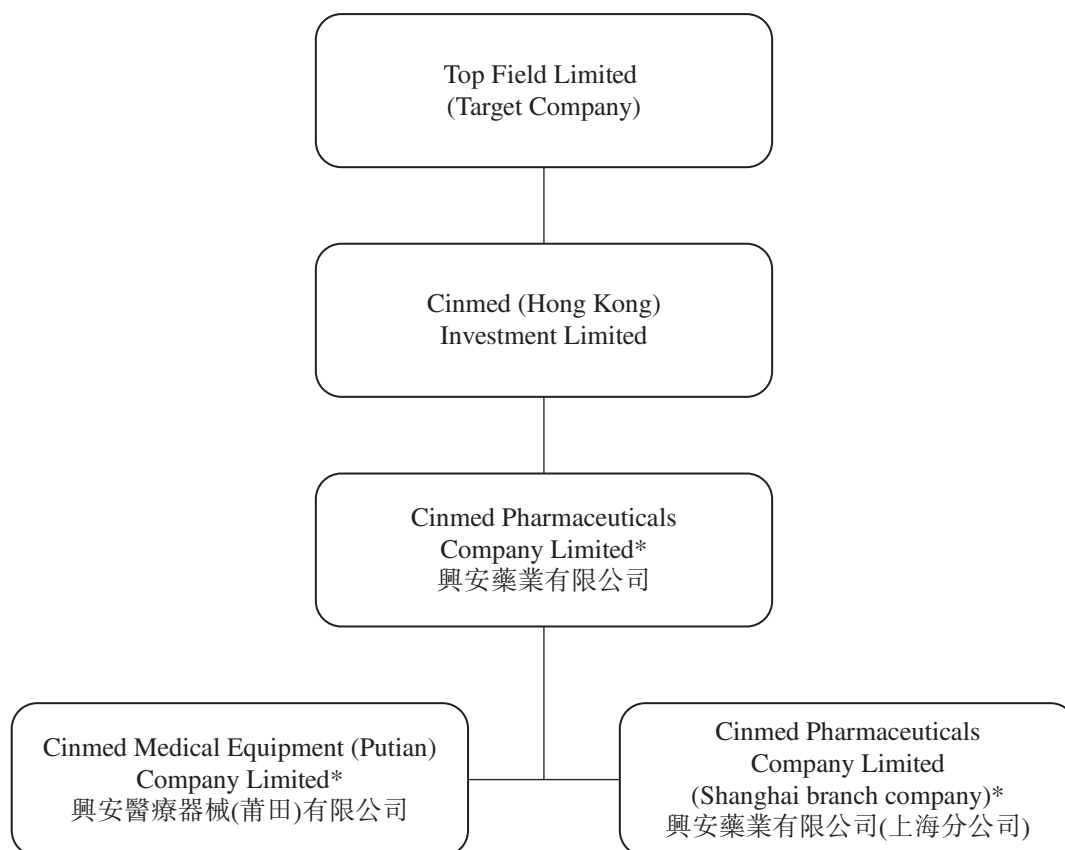 Top Field Limited
(Target Company)
Cinmed (Hong Kong)
Investment Limited
Cinmed Pharmaceuticals
Company Limited*
興安藥業有限公司
Cinmed Medical Equipment (Putian)
Company Limited*
興安醫療器械(莆田)有限公司
Cinmed Pharmaceuticals
Company Limited
(Shanghai branch company)*
興安藥業有限公司(上海分公司)